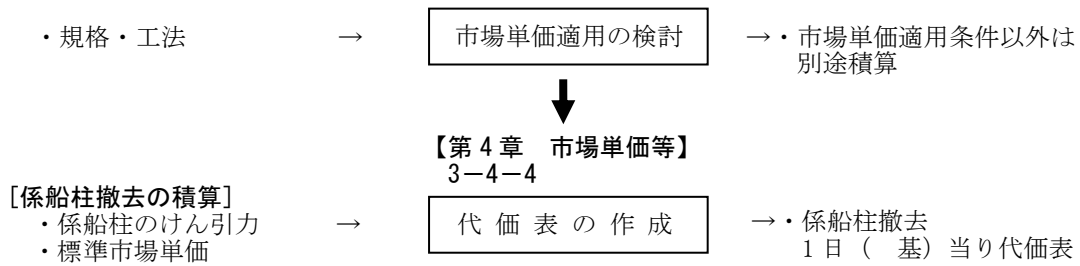 ・規格・工法 → 市場単価適用の検討 →・市場単価適用条件以外は
別途積算
【第4章 市場単価等】
3－4－4
[係船柱撤去の積算]
・係船柱のけん引力 → 代 価 表 の 作 成 →・係船柱撤去
・標準市場単価 1日( 基)当り代価表